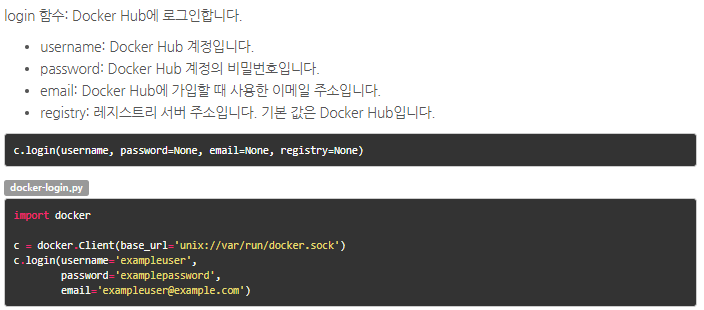 login 함수: Docker Hub에 로그인합니다.
• username: Docker Hub 계정입니다.
• password: Docker Hub 계정의 비밀번호입니다.
• email: Docker Hub에 가입할 때 사용한 이메일 주소입니다.
• registry: 레지스트리 서버 주소입니다. 기본 값은 Docker Hub입니다.
c.login(username, password=None, email=None, registry=None)
docker-login.py
import docker
c = docker.Client(base_url='unix://var/run/docker.sock')
c.login(username='exampleuser',
        password='examplepassword',
        email='exampleuser@example.com')